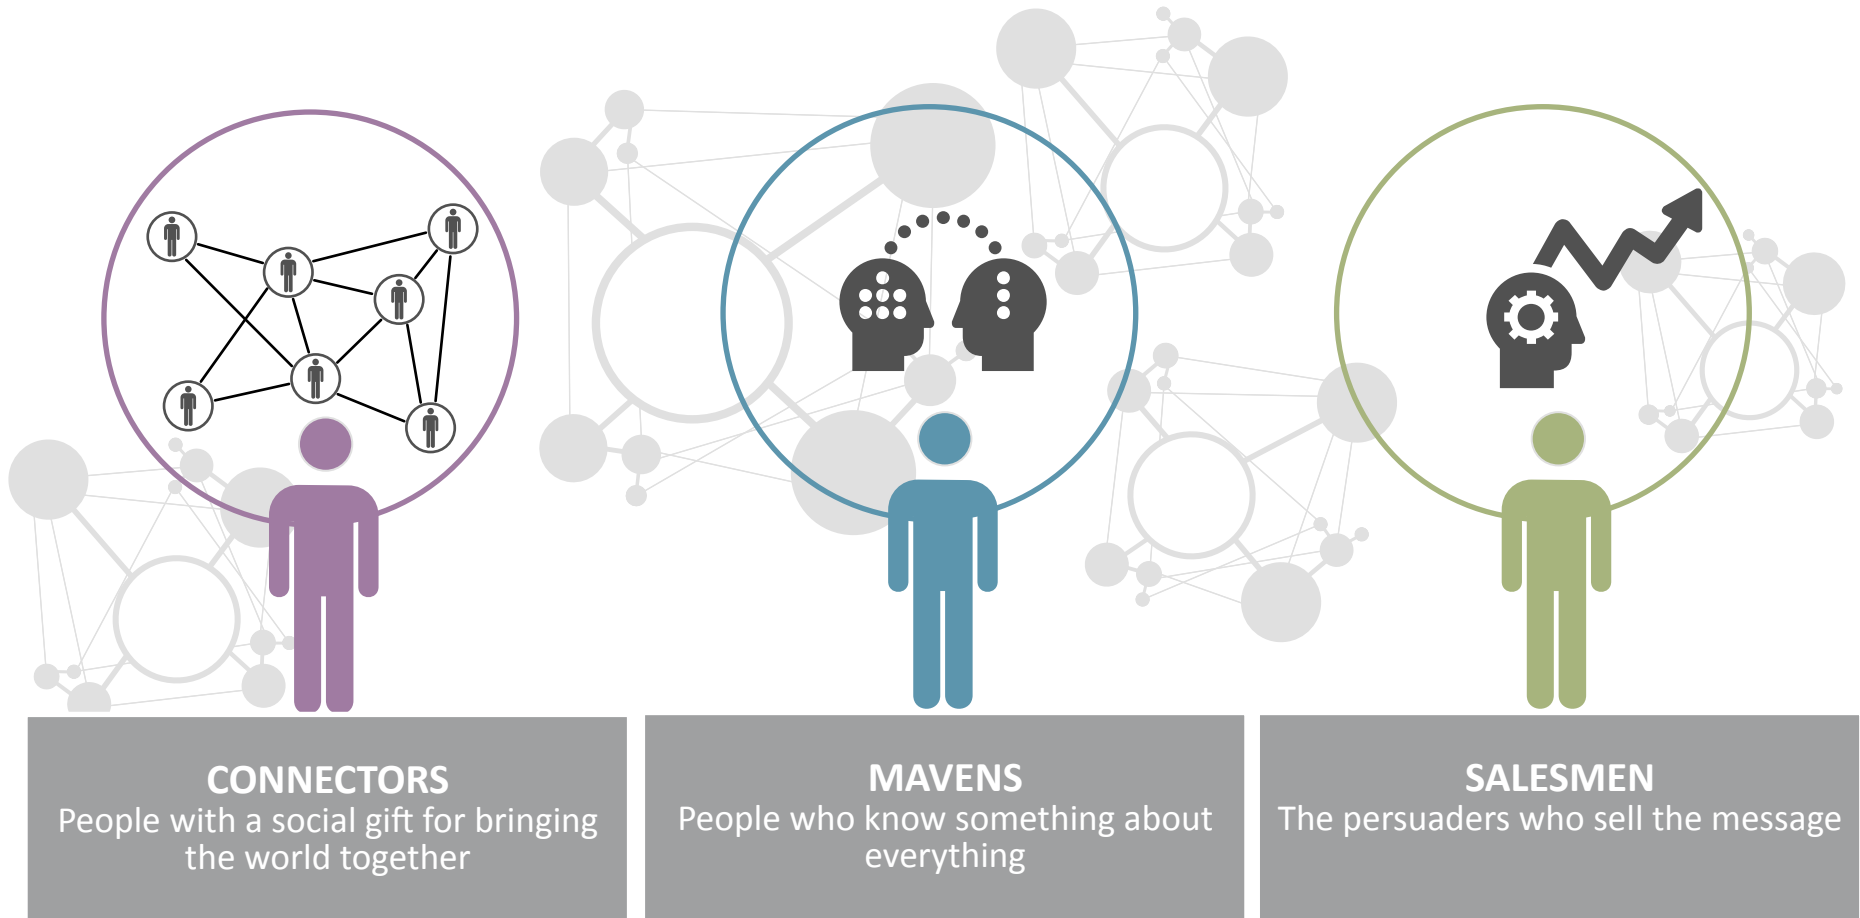 CONNECTORS
People with a social gift for bringing
the world together
MAVENS
People who know something about
everything
SALESMEN
The persuaders who sell the message